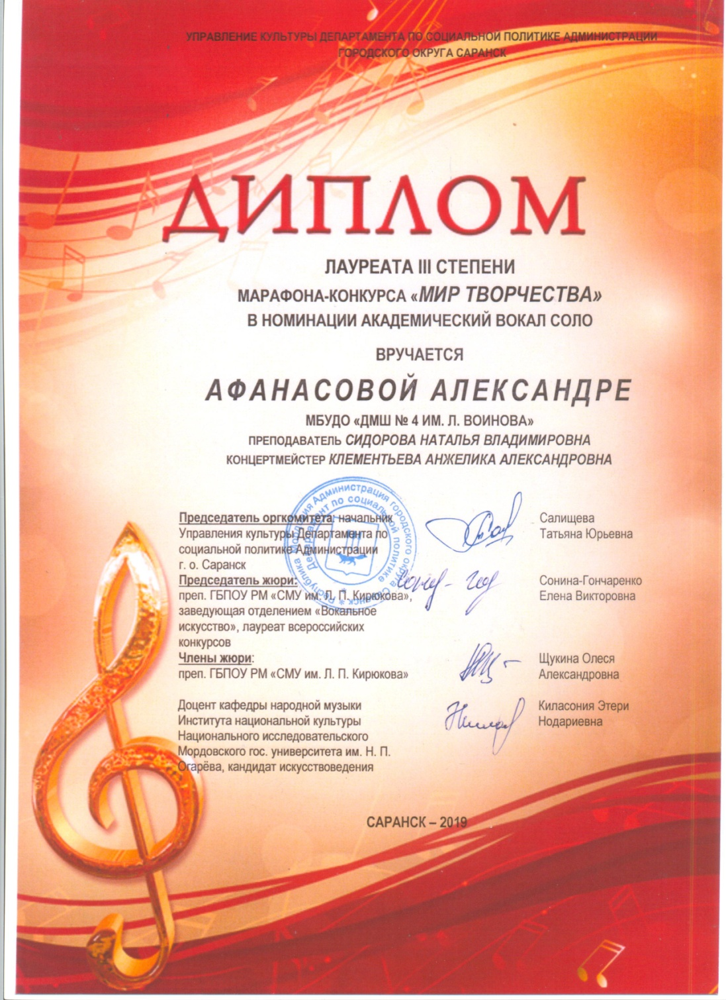 УПРАВЛЕНИЕ КУЛЬТУРЫ ДЕПАРТАМЕНТА ПО СОЦИАЛЬНОЙ ПОЛИТИКЕ АДМИНИСТРАЦИИ
ГОРОДСКОГО ОКРУГА САРАНСК
ДИПЛОМ
ЛАУРЕАТА III СТЕПЕНИ
МАРАФОНА-КОНКУРСА «МИР ТВОРЧЕСТВА»
В НОМИНАЦИИ АКАДЕМИЧЕСКИЙ ВОКАЛ СОЛО
ВРУЧАЕТСЯ
АФАНАСОВОЙ АЛЕКСАНДРЕ
МБУДО «ДМШ № 4 ИМ. Л. ВОИНОВА»
ПРЕПОДАВАТЕЛЬ СИДОРОВА НАТАЛЬЯ ВЛАДИМИРОВНА
КОНЦЕРТМЕЙСТЕР КЛЕМЕНТЬЕВА АНЖЕЛИКА АЛЕКСАНДРОВНА
Республика Мордовия Администрация городского округа Саранск
Департамент по социальной политике
Председатель оргкомитета, начальник
Управления культуры Департамента по
социальной политике Администрации
г. о. Саранск
Салищева
Татьяна Юрьевна
Председатель жюри:
преп. ГБПОУ РМ «СМУ им. Л. П. Кирюкова»,
заведующая отделением «Вокальное
искусство», лауреат всероссийских
конкурсов
Сонина-Гончаренко
Елена Викторовна
Члены жюри:
преп. ГБПОУ РМ «СМУ им. Л. П. Кирюкова»
Щукина Олеся
Александровна
Доцент кафедры народной музыки
Института национальной культуры
Национального исследовательского
Мордовского гос. университета им. Н. П.
Огарёва, кандидат искусствоведения
Киласония Этери
Нодариевна
САРАНСК – 2019